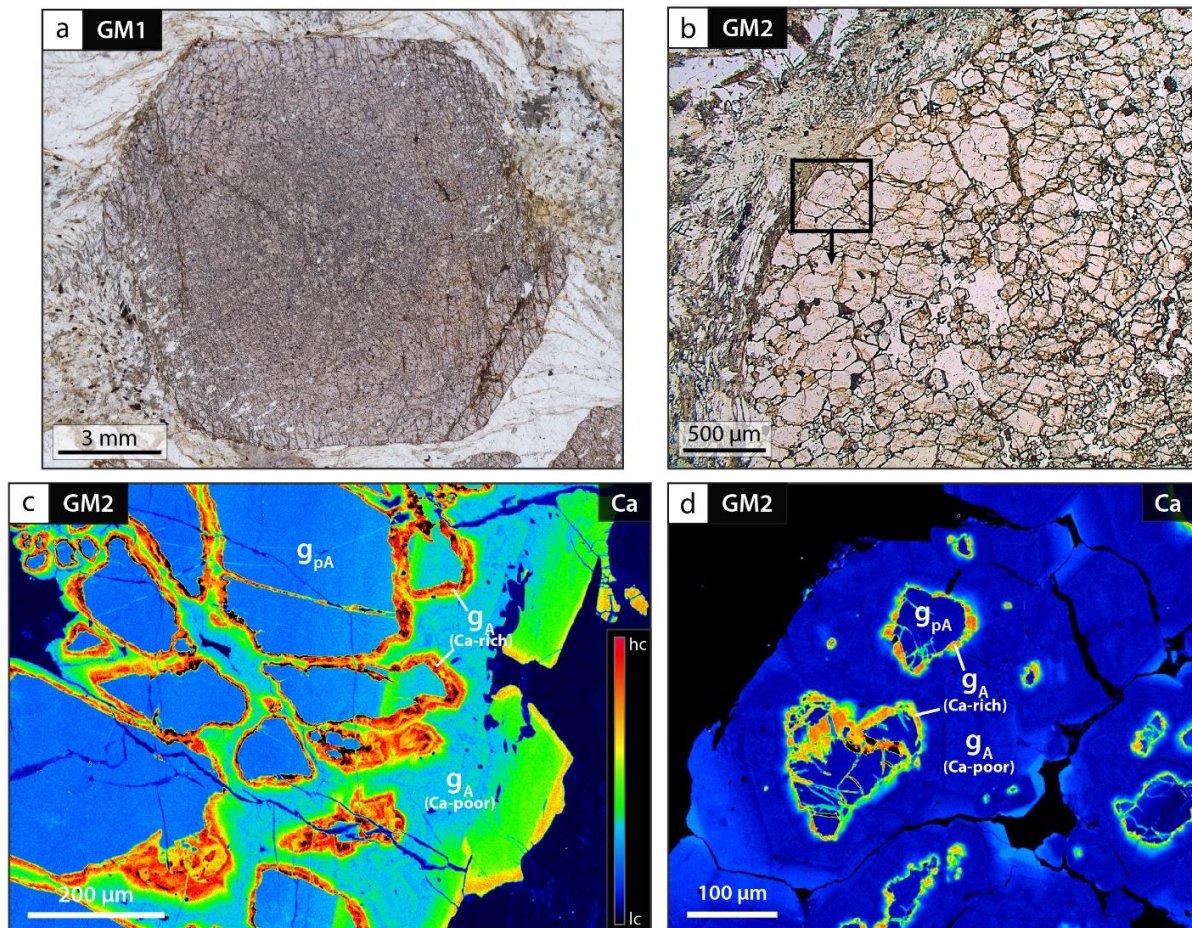 a GM1
3 mm
b GM2
500 µm
c GM2
Ca
gpA
gA
(Ca-rich)
gA
(Ca-poor)
hc
lc
200 µm
d GM2
Ca
gpA
gA
(Ca-rich)
gA
(Ca-poor)
100 µm